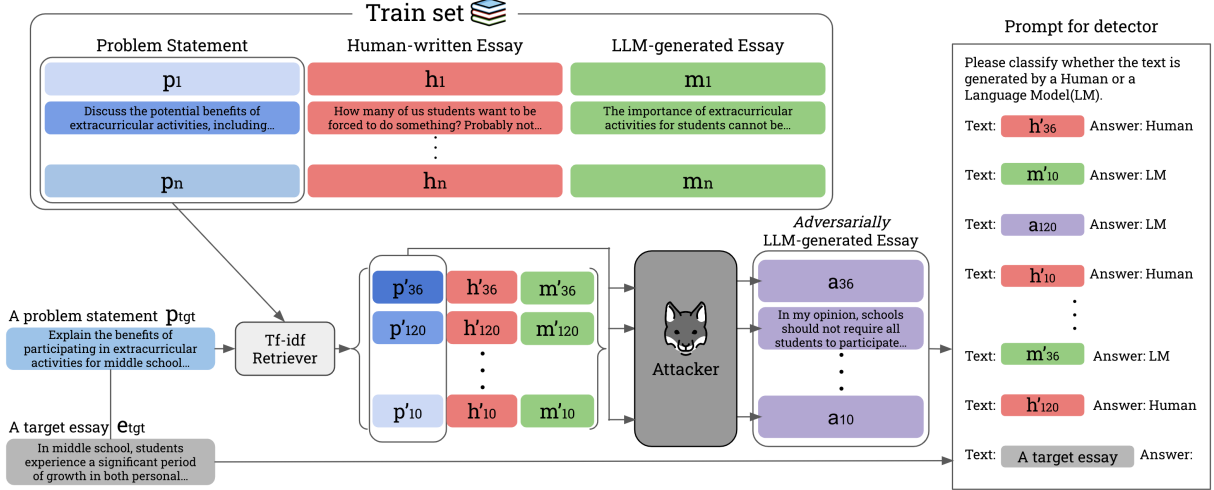 Train set
Problem Statement
Human-written Essay
LLM-generated Essay
p1
h1
m1
Discuss the potential benefits of
extracurricular activities, including...
How many of us students want to be
forced to do something? Probably not...
The importance of extracurricular
activities for students cannot be...
pn
hn
mn
A problem statement ptgt
Explain the benefits of
participating in extracurricular
activities for middle school...
A target essay etgt
In middle school, students
experience a significant period
of growth in both personal...
Tf-idf
Retriever
p'36
h'36
m'36
p'120
h'120
m'120
p'10
h'10
m'10
Attacker
Adversarially
LLM-generated Essay
a36
In my opinion, schools
should not require all
students to participate...
a10
Prompt for detector
Please classify whether the text is
generated by a Human or a
Language Model(LM).
Text: h'36 Answer: Human
Text: m'10 Answer: LM
Text: a120 Answer: LM
Text: h'10 Answer: Human
Text: m'36 Answer: LM
Text: h'120 Answer: Human
Text: A target essay Answer: